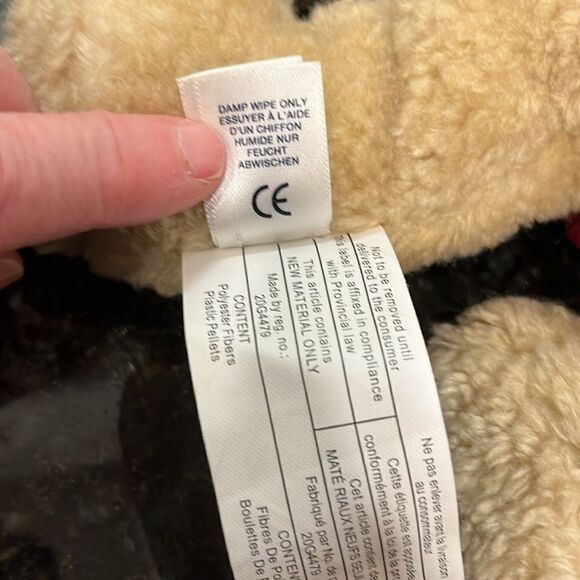 DAMP WIPE ONLY
ESSUYER À L'AIDE
D'UN CHIFFON
HUMIDE NUR
FEUCHT
ABWISCHEN
CE
Not to be removed until
delivered to the consumer
This label is affixed in compliance
with Provincial law
This article contains
NEW MATERIAL ONLY
Made by reg. no.:
20G4479
CONTENT
Polyester Fibers
Plastic Pellets
Ne pas enlever avant la livraison
au consommateur
Cette étiquette est
conformément à la loi de la
Cet article contient
MATÉRIAUX NEUFS
Fabriqué par No. de
20G4479
CONTEN
Fibres De
Boulettes De